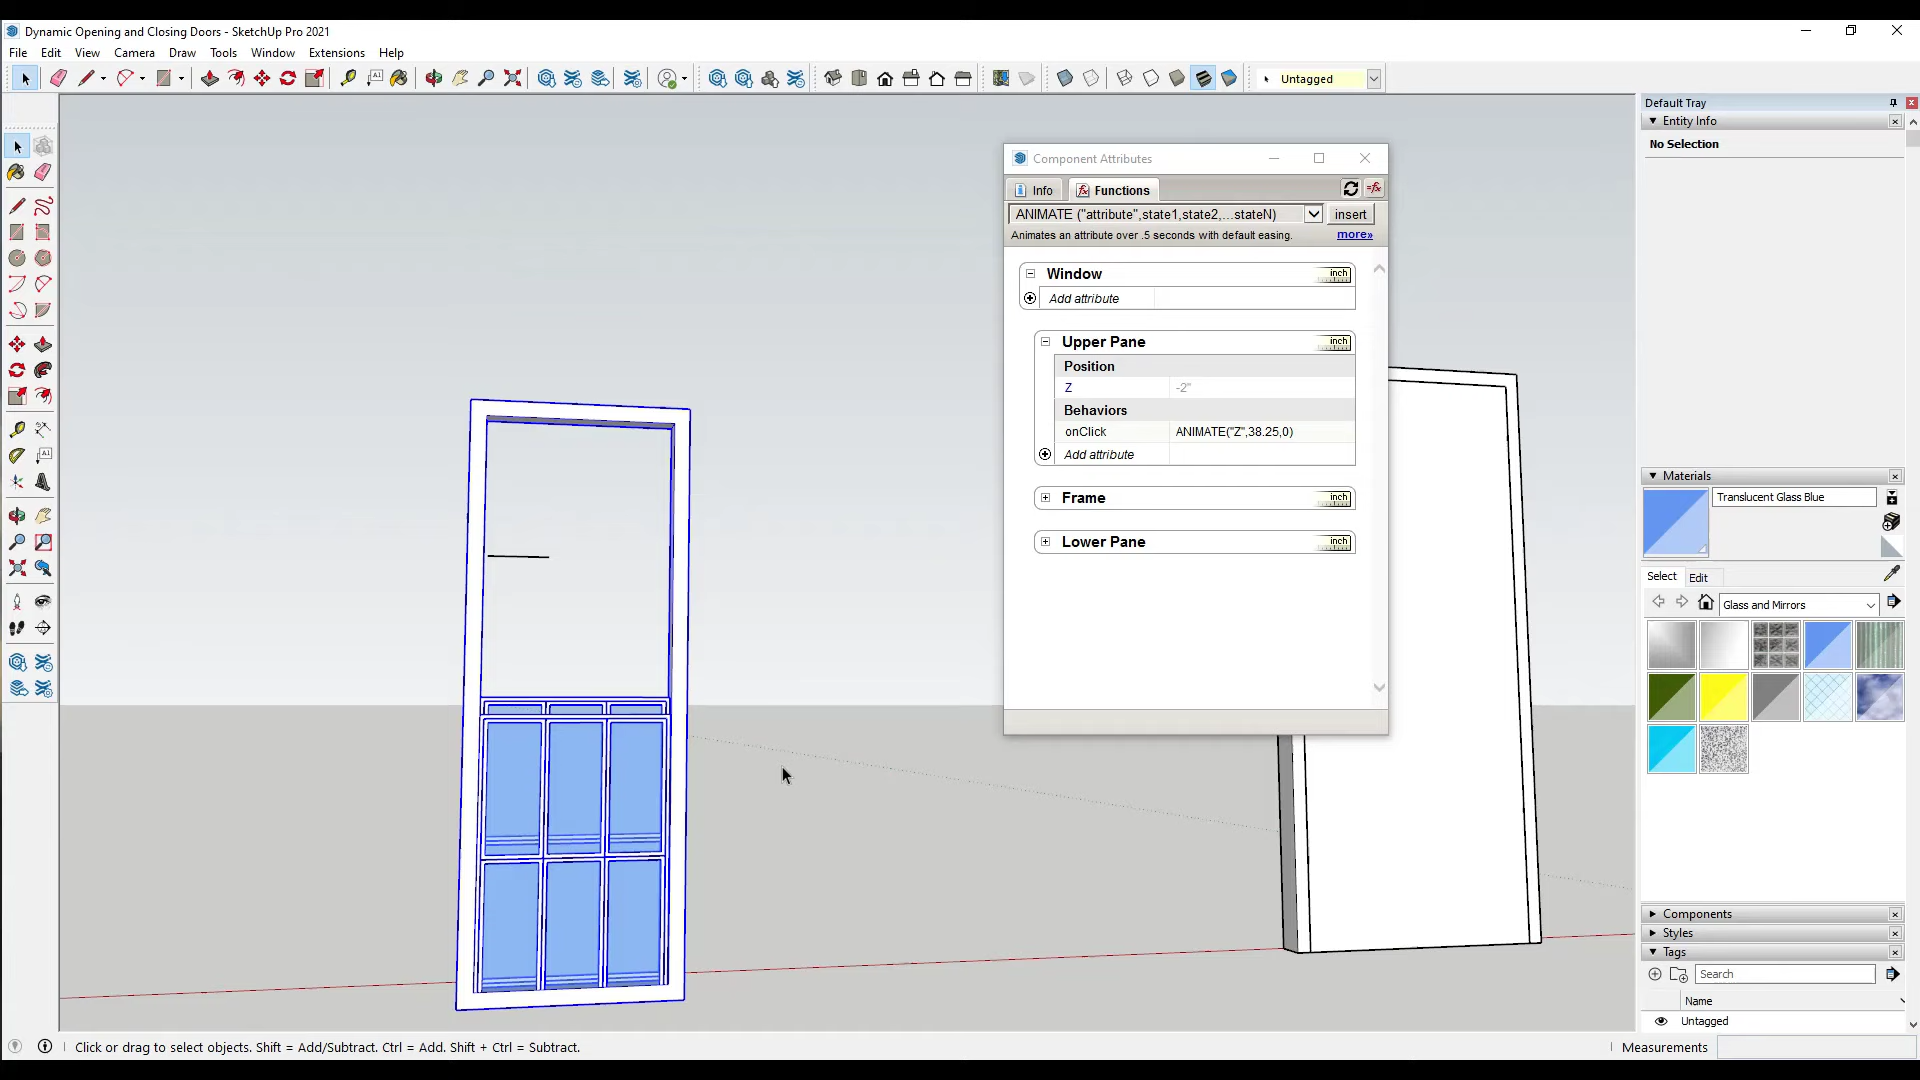 Dynamic Opening and Closing Doors - SketchUp Pro 2021
File Edit View Camera Draw Tools Window Extensions Help
Untagged
Default Tray
Entity Info
No Selection
Component Attributes
Info Functions
ANIMATE ("attribute",state1,state2,...stateN) insert
Animates an attribute over .5 seconds with default easing. more»
Window inch
Add attribute
Upper Pane inch
Position
Z -2"
Behaviors
onClick ANIMATE("Z",38.25,0)
Add attribute
Frame inch
Lower Pane inch
Materials
Translucent Glass Blue
Select Edit
Glass and Mirrors
Components
Styles
Tags
Search
Name
Untagged
Click or drag to select objects. Shift = Add/Subtract. Ctrl = Add. Shift + Ctrl = Subtract.
Measurements